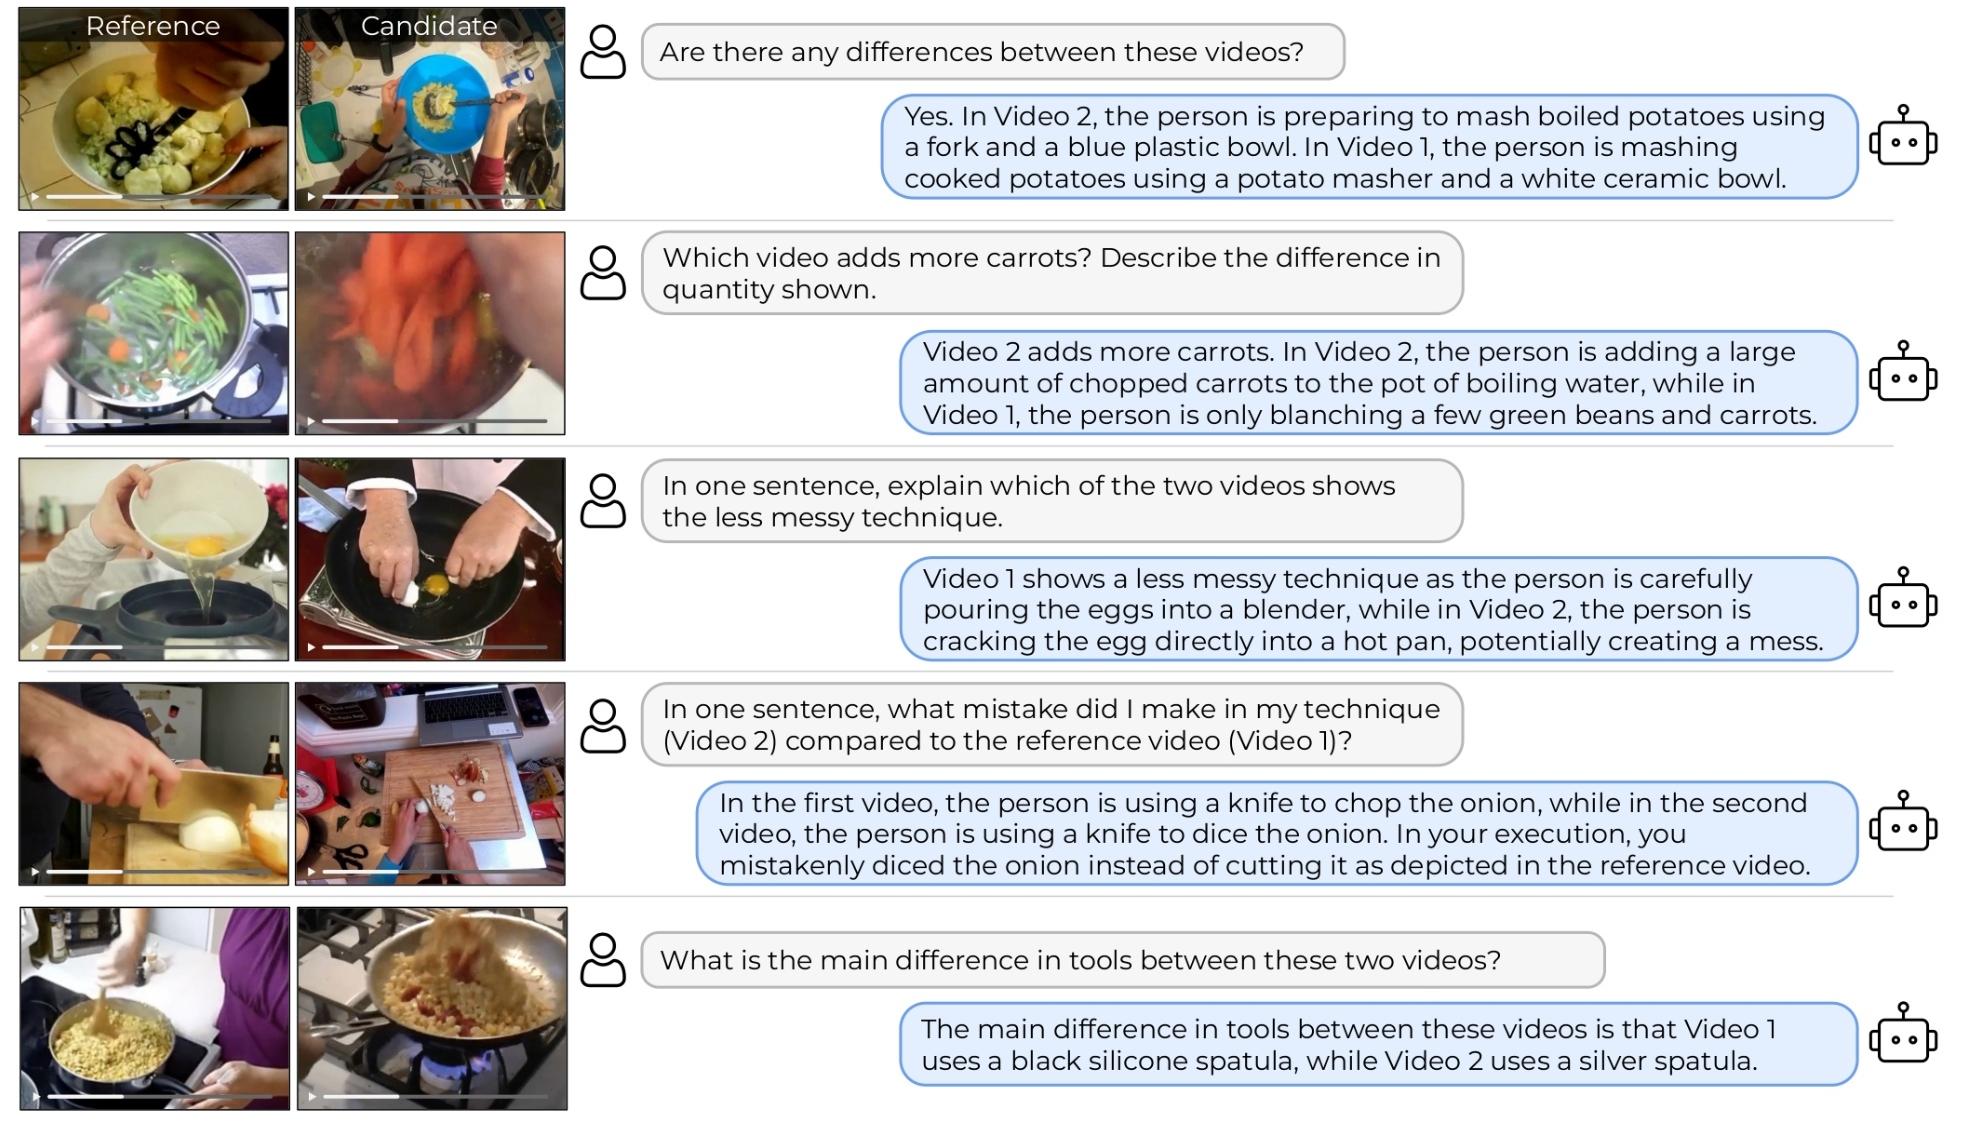 Reference
Candidate
Are there any differences between these videos?
Yes. In Video 2, the person is preparing to mash boiled potatoes using
a fork and a blue plastic bowl. In Video 1, the person is mashing
cooked potatoes using a potato masher and a white ceramic bowl.
Which video adds more carrots? Describe the difference in
quantity shown.
Video 2 adds more carrots. In Video 2, the person is adding a large
amount of chopped carrots to the pot of boiling water, while in
Video 1, the person is only blanching a few green beans and carrots.
In one sentence, explain which of the two videos shows
the less messy technique.
Video 1 shows a less messy technique as the person is carefully
pouring the eggs into a blender, while in Video 2, the person is
cracking the egg directly into a hot pan, potentially creating a mess.
In one sentence, what mistake did I make in my technique
(Video 2) compared to the reference video (Video 1)?
In the first video, the person is using a knife to chop the onion, while in the second
video, the person is using a knife to dice the onion. In your execution, you
mistakenly diced the onion instead of cutting it as depicted in the reference video.
What is the main difference in tools between these two videos?
The main difference in tools between these videos is that Video 1
uses a black silicone spatula, while Video 2 uses a silver spatula.